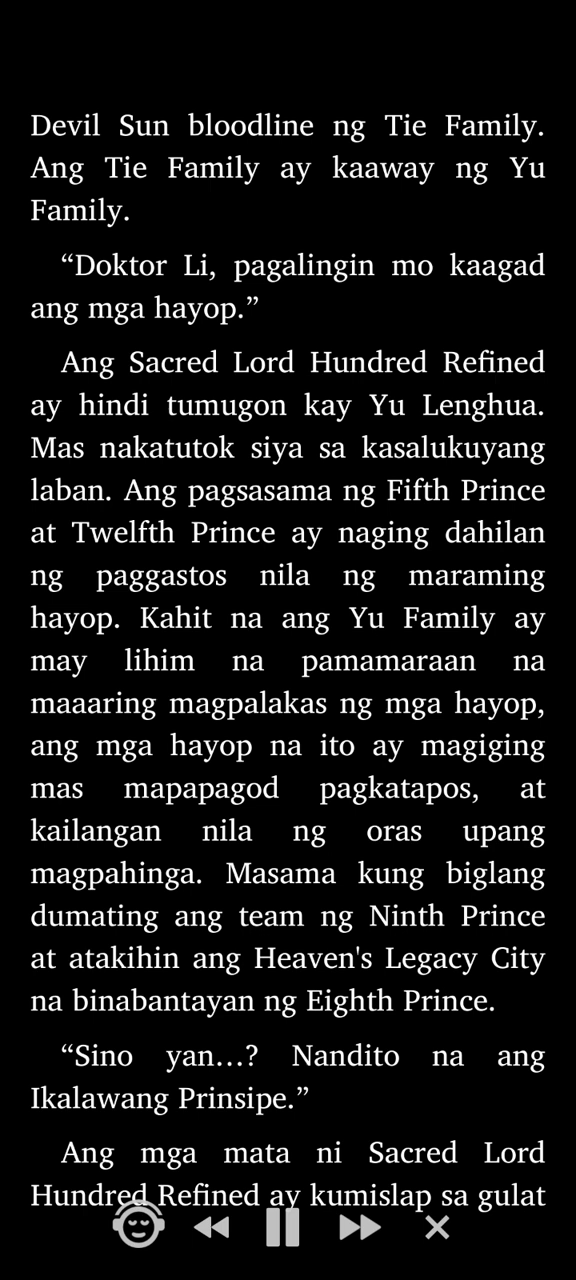 Devil Sun bloodline ng Tie Family.
Ang Tie Family ay kaaway ng Yu
Family.
“Doktor Li, pagalingin mo kaagad
ang mga hayop.”
Ang Sacred Lord Hundred Refined
ay hindi tumugon kay Yu Lenghua.
Mas nakatutok siya sa kasalukuyang
laban. Ang pagsasama ng Fifth Prince
at Twelfth Prince ay naging dahilan
ng paggastos nila ng maraming
hayop. Kahit na ang Yu Family ay
may lihim na pamamaraan na
maaaring magpalakas ng mga hayop,
ang mga hayop na ito ay magiging
mas mapapagod pagkatapos, at
kailangan nila ng oras upang
magpahinga. Masama kung biglang
dumating ang team ng Ninth Prince
at atakihin ang Heaven's Legacy City
na binabantayan ng Eighth Prince.
“Sino yan...? Nandito na ang
Ikalawang Prinsipe.”
Ang mga mata ni Sacred Lord
Hundred Refined ay kumislap sa gulat